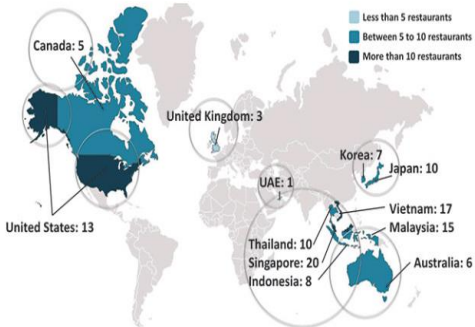 Less than 5 restaurants
Between 5 to 10 restaurants
More than 10 restaurants
Canada: 5
United Kingdom: 3
Korea: 7
Japan: 10
UAE: 1
Vietnam: 17
Malaysia: 15
United States: 13
Thailand: 10
Singapore: 20
Indonesia: 8
Australia: 6